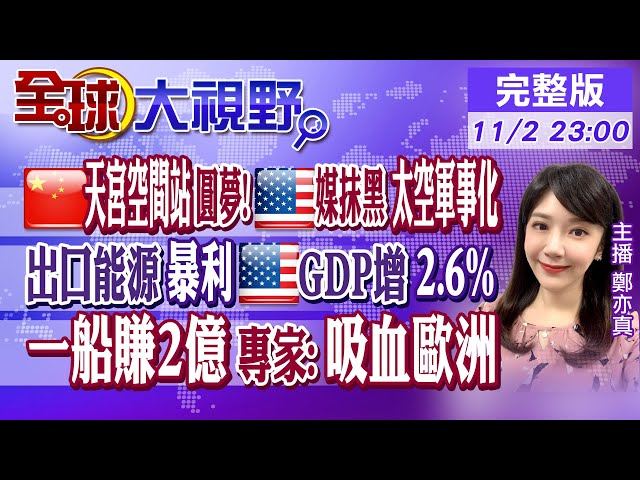 全球大視野
完整版
11/2 23:00
天宮空間站圓夢! 媒抹黑 太空軍事化
出口能源 暴利 GDP增 2.6%
一船賺2億 專家: 吸血歐洲
主播 鄭亦真